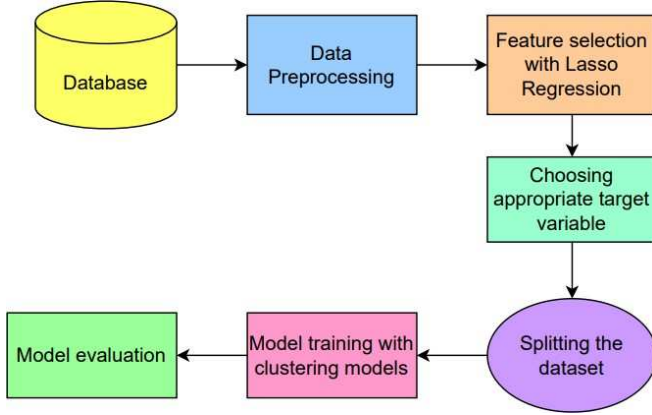 Database
Data
Preprocessing
Feature selection
with Lasso
Regression
Choosing
appropriate target
variable
Splitting the
dataset
Model training with
clustering models
Model evaluation